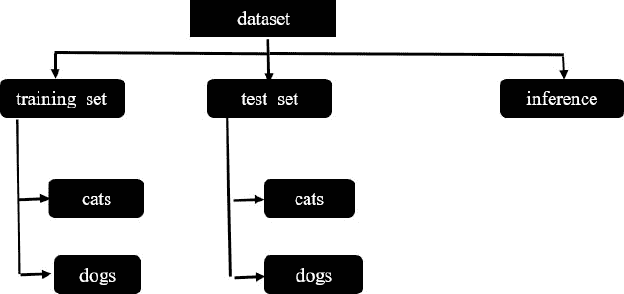 dataset
training set
test set
inference
cats
cats
dogs
dogs